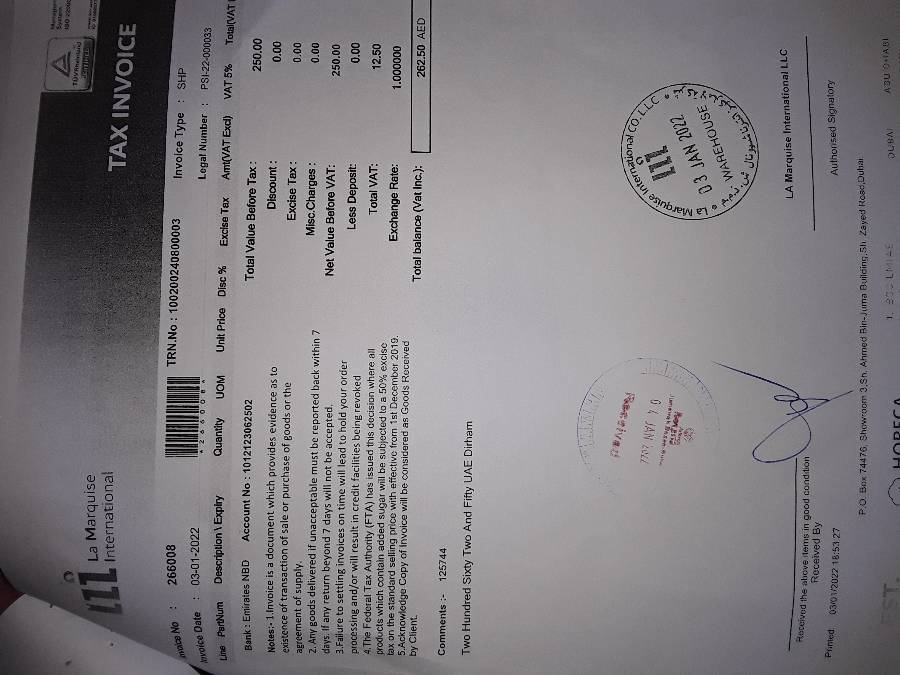 La Marquise
International
TÜVRheinland
TAX INVOICE
Invoice No : 266008
*266008*
TRN.No : 100200240800003
Invoice Type : SHP
Invoice Date : 03-01-2022
Legal Number : PSI-22-000033
Line PartNum Description \ Expiry Quantity UOM Unit Price Disc % Excise Tax Amt(VAT Excl) VAT 5% Total(VAT
Bank : Emirates NBD Account No : 1012123062502
Total Value Before Tax : 250.00
Discount : 0.00
Excise Tax : 0.00
Misc.Charges : 0.00
Net Value Before VAT: 250.00
Less Deposit: 0.00
Total VAT: 12.50
Exchange Rate: 1.000000
Total balance (Vat Inc.): 262.50 AED
Notes:- 1.Invoice is a document which provides evidence as to
existence of transaction of sale or purchase of goods or the
agreement of supply.
2. Any goods delivered if unacceptable must be reported back within 7
days. If any return beyond 7 days will not be accepted.
3.Failure to settling invoices on time will lead to hold your order
processing and/or will result in credit facilities being revoked
4.The Federal Tax Authority (FTA) has issued this decision where all
products which contain added sugar will be subjected to a 50% excise
tax on the standard selling price with effective from 1st December 2019.
5.Acknowledge Copy of Invoice will be considered as Goods Received
by Client.
Comments :- 125744
Two Hundred Sixty Two And Fifty UAE Dirham
La Marquise International CO. LLC
03 JAN 2022
WAREHOUSE
04 JAN 2022
Received
LA Marquise International LLC
Received the above items in good condition
Received By
Authorised Signatory
Printed: 03/01/2022 16:53:27
P.O. Box 74476, Showroom 3,Sh. Ahmed Bin-Juma Building,Sh. Zayed Road,Dubai
HORECA
DUBAI
ABU DHABI